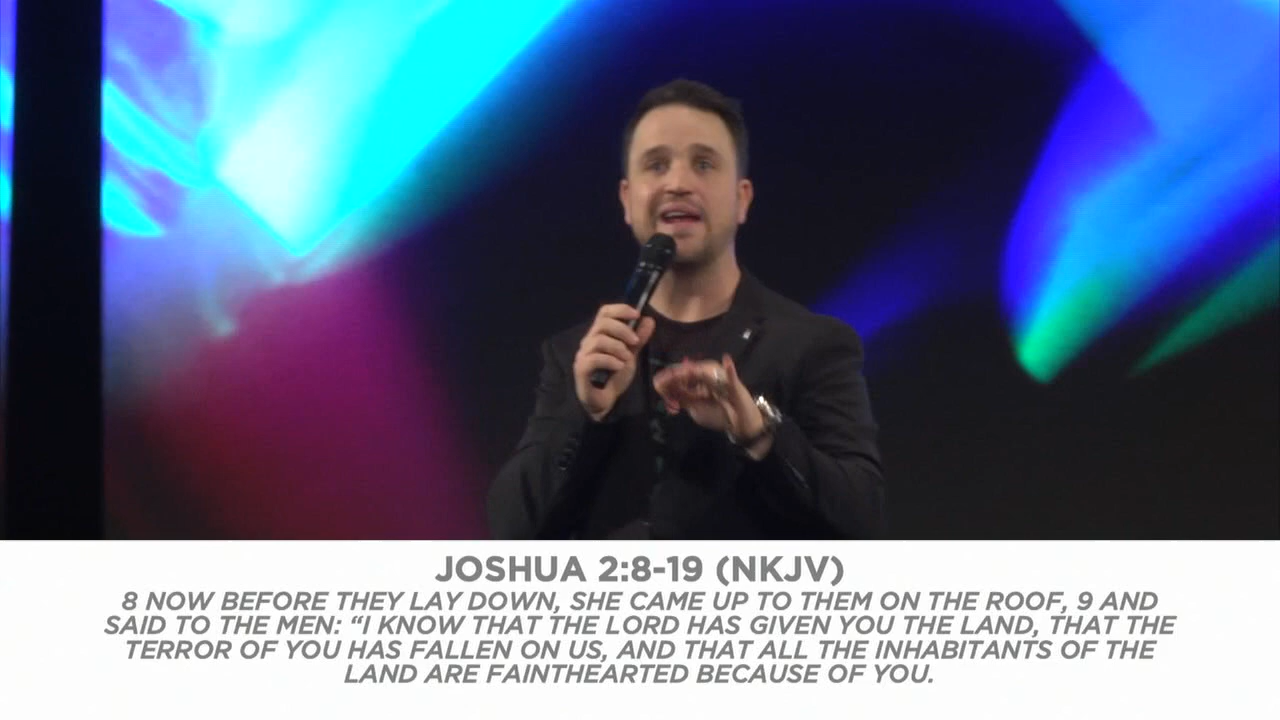 JOSHUA 2:8-19 (NKJV)
8 NOW BEFORE THEY LAY DOWN, SHE CAME UP TO THEM ON THE ROOF, 9 AND
SAID TO THE MEN: “I KNOW THAT THE LORD HAS GIVEN YOU THE LAND, THAT THE
TERROR OF YOU HAS FALLEN ON US, AND THAT ALL THE INHABITANTS OF THE
LAND ARE FAINTHEARTED BECAUSE OF YOU.